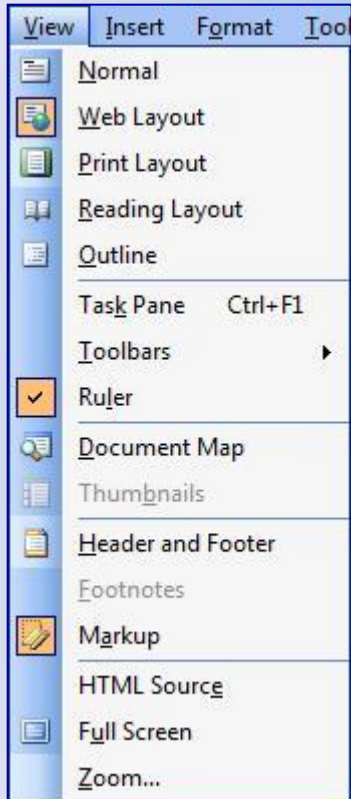 View Insert Format Tool
Normal
Web Layout
Print Layout
Reading Layout
Outline
Task Pane Ctrl+F1
Toolbars
Ruler
Document Map
Thumbnails
Header and Footer
Footnotes
Markup
HTML Source
Full Screen
Zoom...